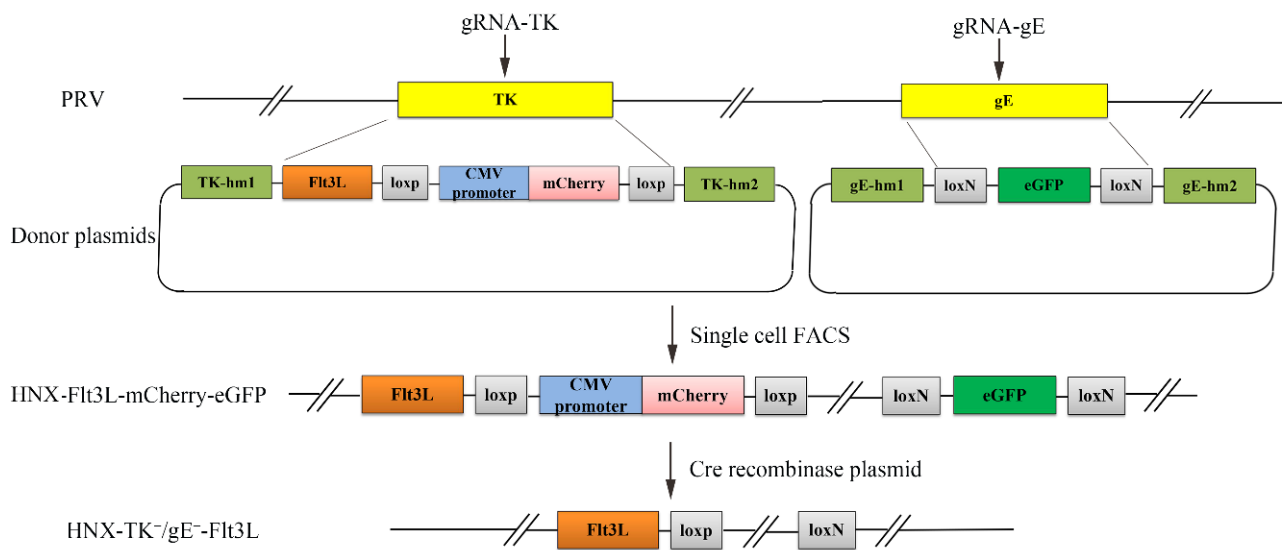 gRNA-TK
gRNA-gE
PRV
TK
gE
TK-hm1
Flt3L
loxp
CMV
promoter
mCherry
loxp
TK-hm2
gE-hm1
loxN
eGFP
loxN
gE-hm2
Donor plasmids
Single cell FACS
HNX-Flt3L-mCherry-eGFP
Flt3L
loxp
CMV
promoter
mCherry
loxp
loxN
eGFP
loxN
Cre recombinase plasmid
HNX-TK⁻/gE⁻-Flt3L
Flt3L
loxp
loxN